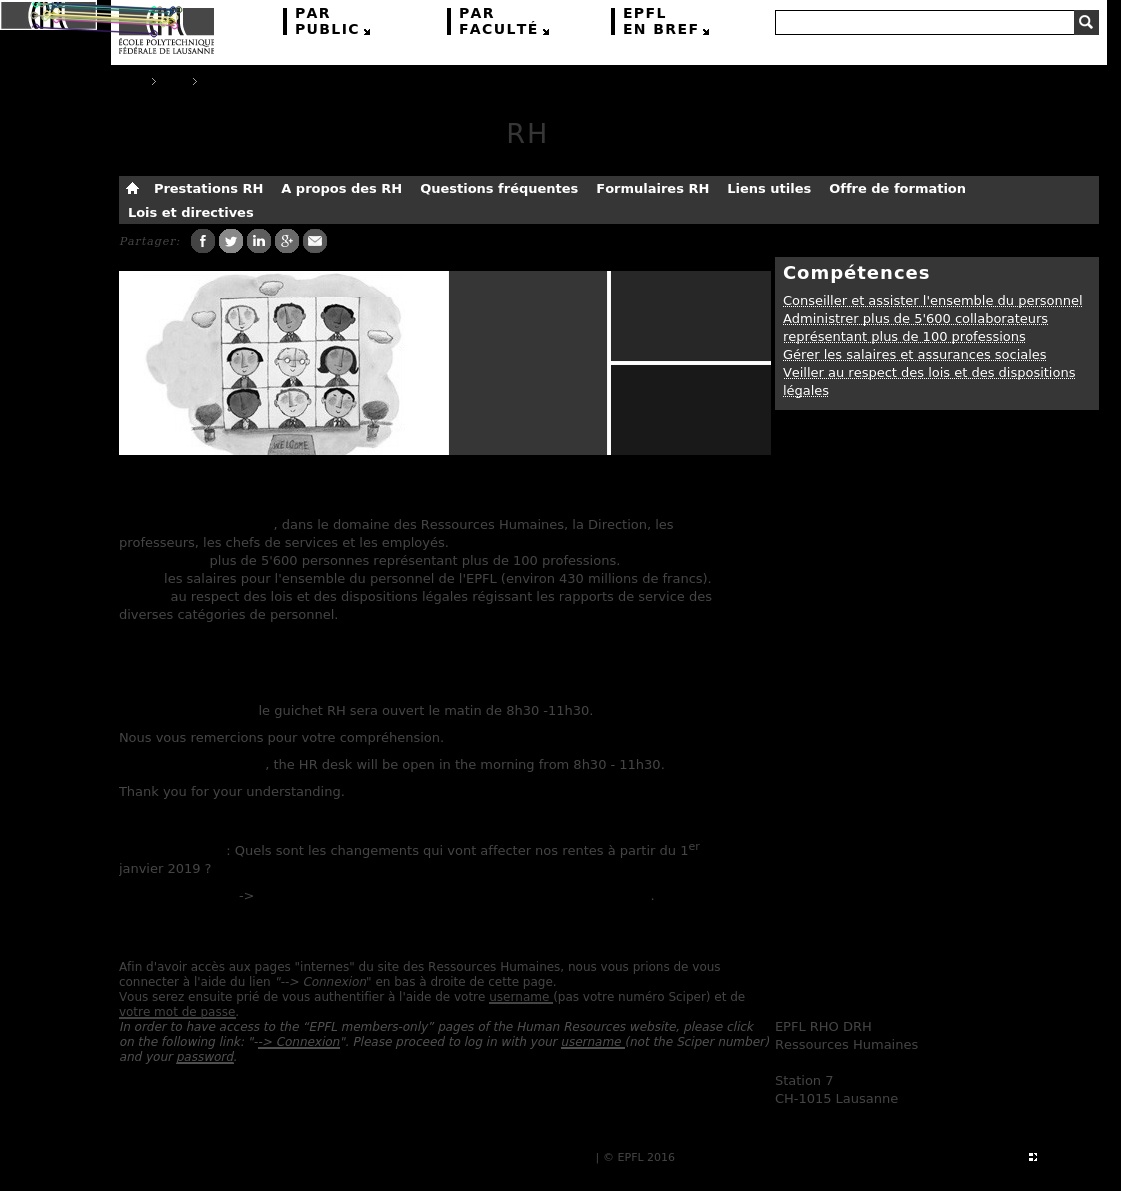 PAR
PUBLIC
PAR
FACULTÉ
EPFL
EN BREF
ÉCOLE POLYTECHNIQUE
FÉDÉRALE DE LAUSANNE
RH
Prestations RH A propos des RH Questions fréquentes Formulaires RH Liens utiles Offre de formation
Lois et directives
Partager:
WELCOME
Compétences
Conseiller et assister l'ensemble du personnel
Administrer plus de 5'600 collaborateurs
représentant plus de 100 professions
Gérer les salaires et assurances sociales
Veiller au respect des lois et des dispositions
légales
, dans le domaine des Ressources Humaines, la Direction, les
professeurs, les chefs de services et les employés.
plus de 5'600 personnes représentant plus de 100 professions.
les salaires pour l'ensemble du personnel de l'EPFL (environ 430 millions de francs).
au respect des lois et des dispositions légales régissant les rapports de service des
diverses catégories de personnel.
le guichet RH sera ouvert le matin de 8h30 -11h30.
Nous vous remercions pour votre compréhension.
, the HR desk will be open in the morning from 8h30 - 11h30.
Thank you for your understanding.
: Quels sont les changements qui vont affecter nos rentes à partir du 1er
janvier 2019 ?
-> .
Afin d'avoir accès aux pages "internes" du site des Ressources Humaines, nous vous prions de vous
connecter à l'aide du lien "--> Connexion" en bas à droite de cette page.
Vous serez ensuite prié de vous authentifier à l'aide de votre username (pas votre numéro Sciper) et de
votre mot de passe.
In order to have access to the "EPFL members-only" pages of the Human Resources website, please click
on the following link: "--> Connexion". Please proceed to log in with your username (not the Sciper number)
and your password.
EPFL RHO DRH
Ressources Humaines
Station 7
CH-1015 Lausanne
| © EPFL 2016